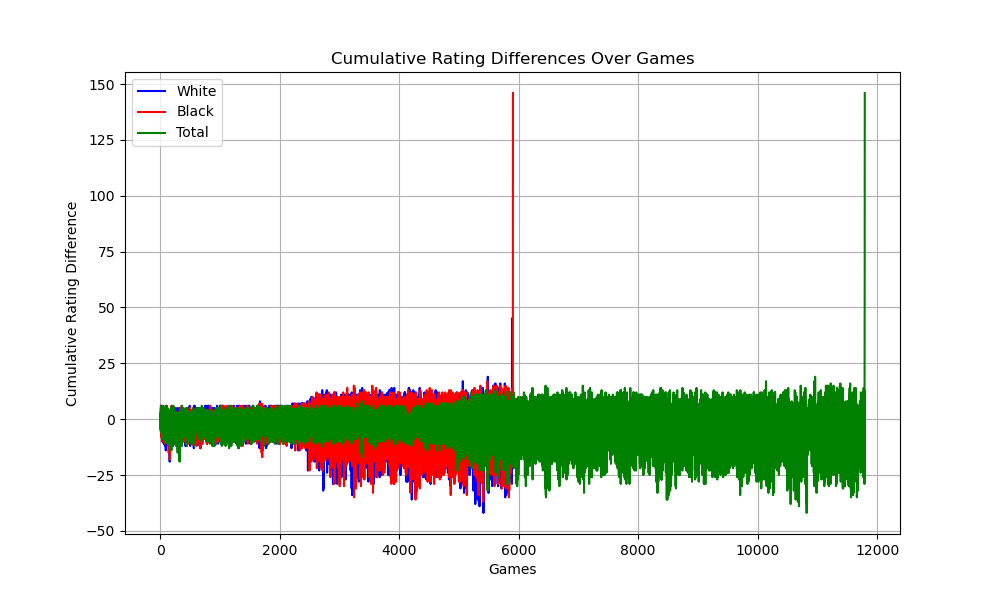 Cumulative Rating Differences Over Games
White
Black
Total
Cumulative Rating Difference
150
125
100
75
50
25
0
−25
−50
0 2000 4000 6000 8000 10000 12000
Games